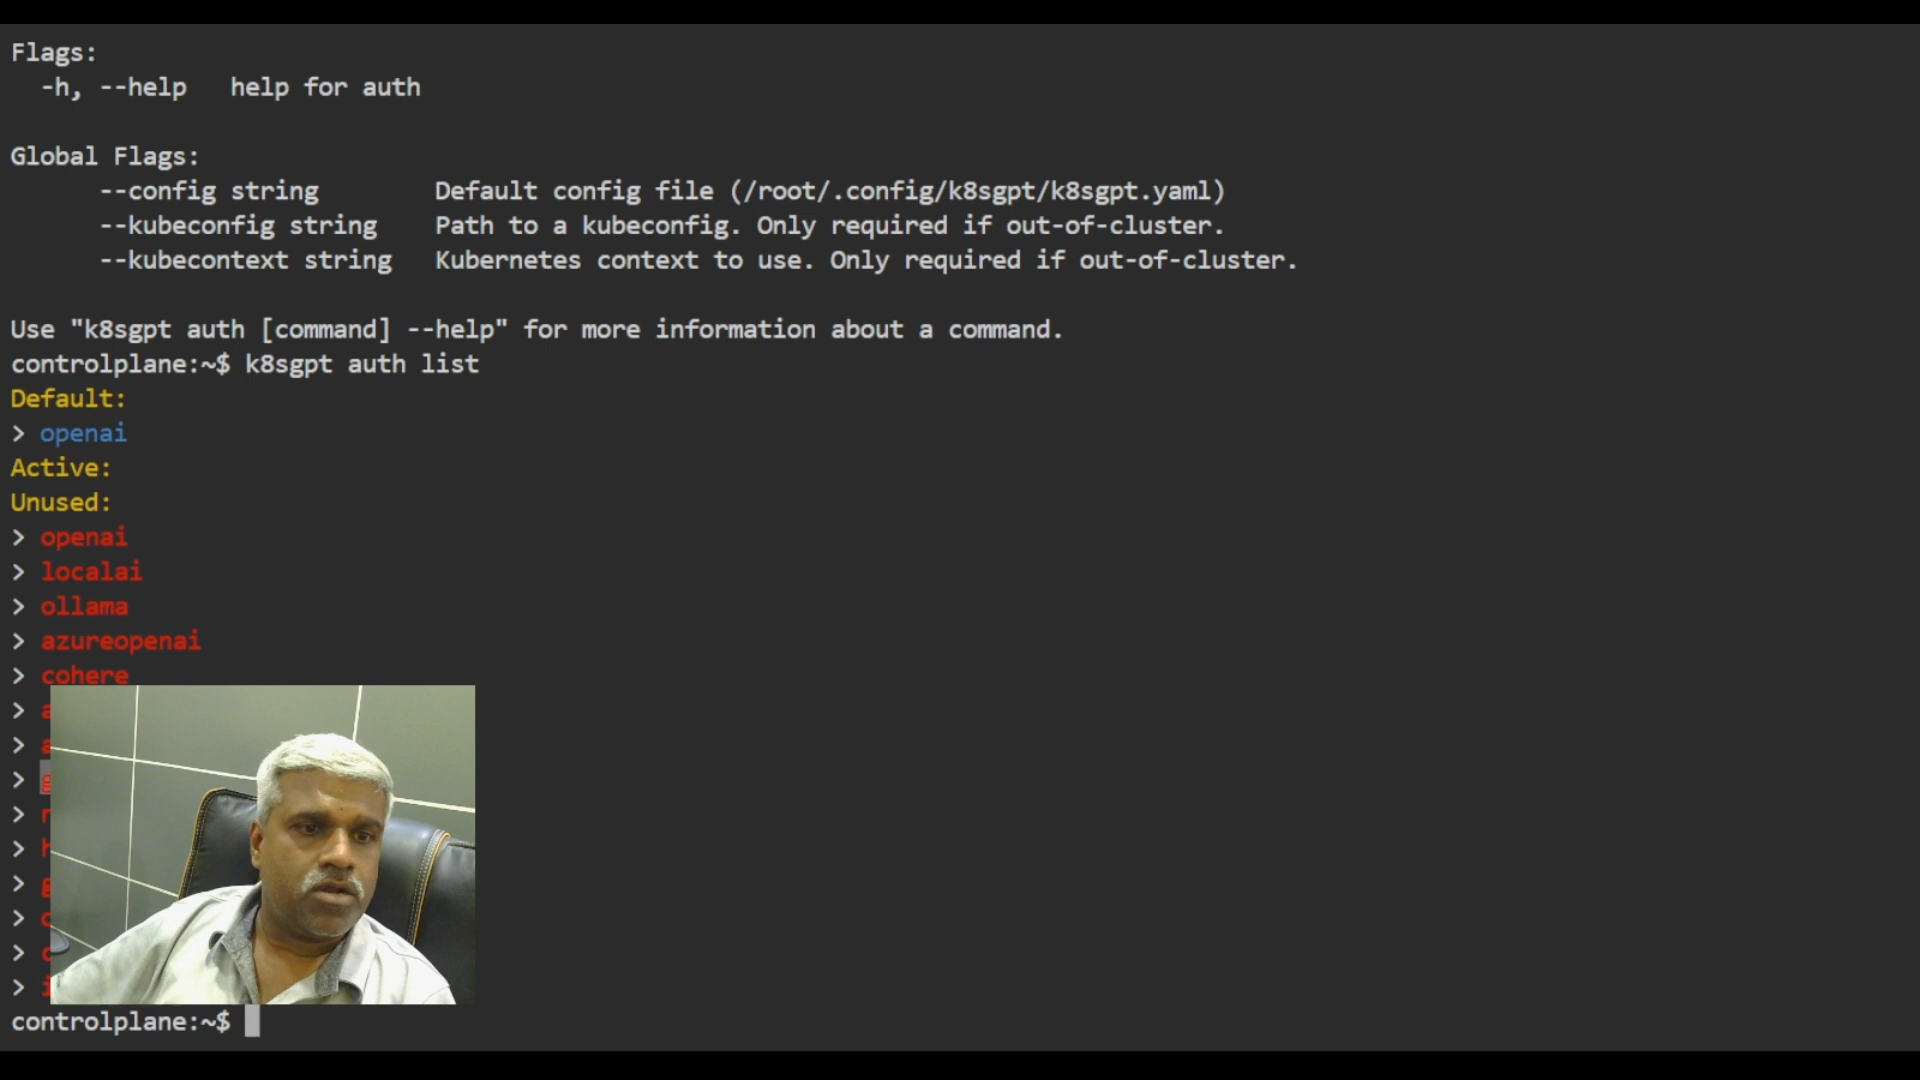 Flags:
-h, --help help for auth
Global Flags:
--config string Default config file (/root/.config/k8sgpt/k8sgpt.yaml)
--kubeconfig string Path to a kubeconfig. Only required if out-of-cluster.
--kubecontext string Kubernetes context to use. Only required if out-of-cluster.
Use "k8sgpt auth [command] --help" for more information about a command.
controlplane:~$ k8sgpt auth list
Default:
> openai
Active:
Unused:
> openai
> localai
> ollama
> azureopenai
> cohere
>
>
>
>
>
>
>
>
>
controlplane:~$